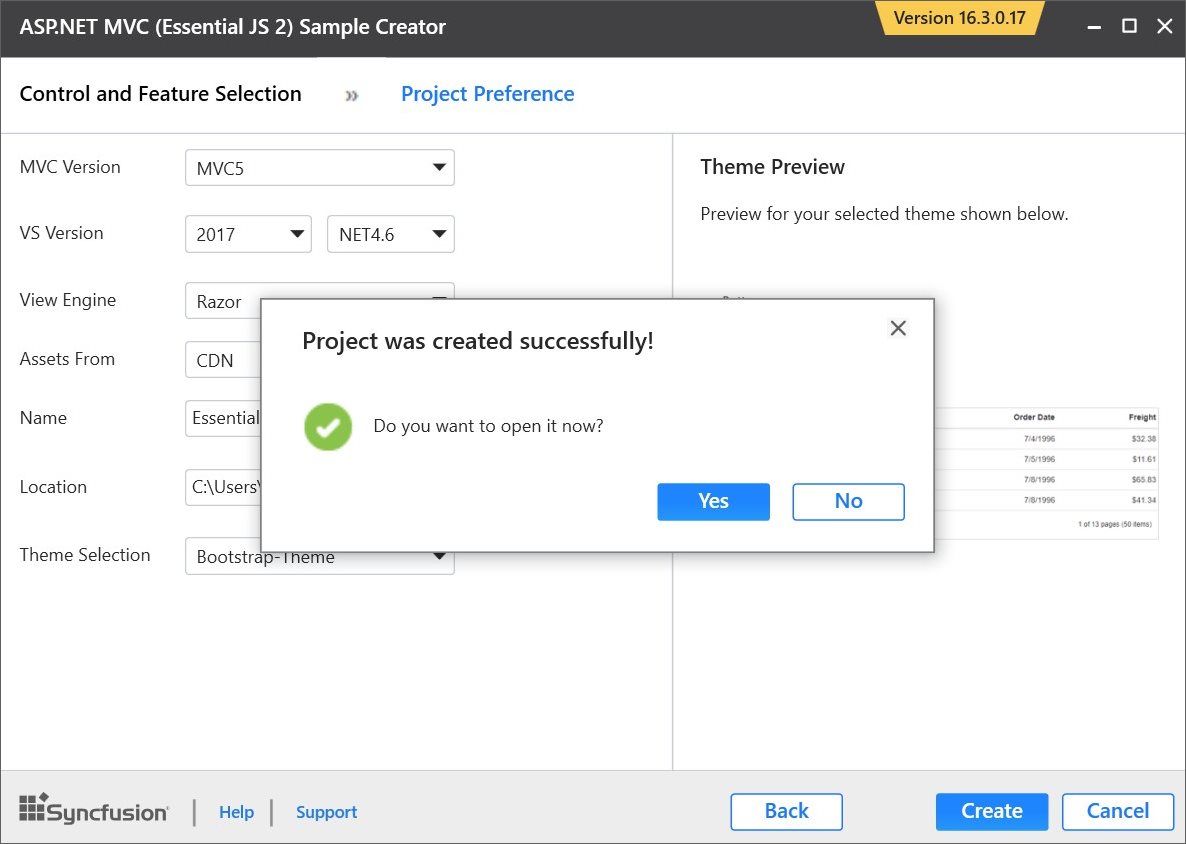 ASP.NET MVC (Essential JS 2) Sample Creator
Version 16.3.0.17
Control and Feature Selection » Project Preference
MVC Version MVC5
VS Version 2017 NET4.6
View Engine Razor
Assets From CDN
Name Essential
Location C:\Users\
Theme Selection Bootstrap-Theme
Theme Preview
Preview for your selected theme shown below.
Project was created successfully!
Do you want to open it now?
Yes No
Order Date Freight
7/4/1996 $32.38
7/5/1996 $11.61
7/8/1996 $65.83
7/8/1996 $41.34
1 of 13 pages (50 items)
Syncfusion | Help | Support
Back Create Cancel